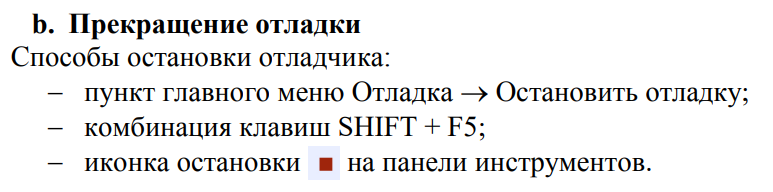 b. Прекращение отладки
Способы остановки отладчика:
– пункт главного меню Отладка → Остановить отладку;
– комбинация клавиш SHIFT + F5;
– иконка остановки на панели инструментов.